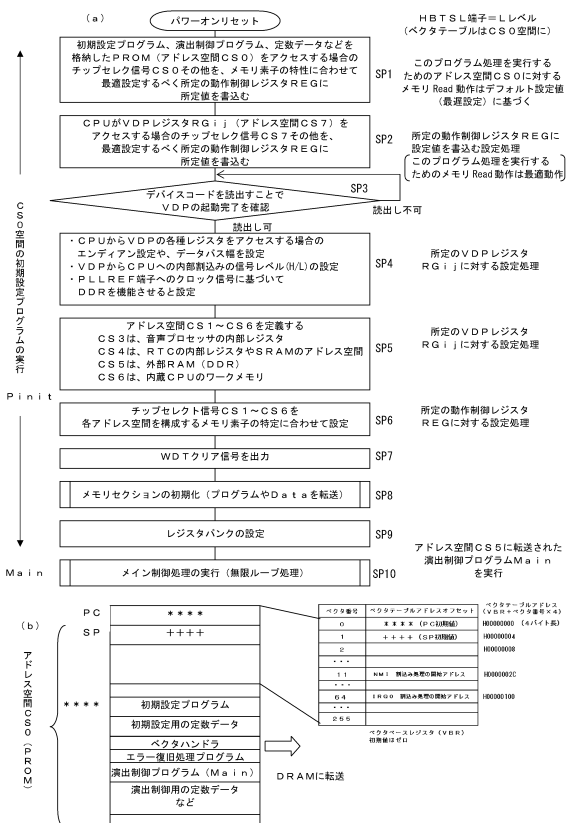 (a)
パワーオンリセット
HBTSL端子=Lレベル
(ベクタテーブルはCS0空間に)
初期設定プログラム、演出制御プログラム、定数データなどを
格納したPROM(アドレス空間CS0)をアクセスする場合の
チップセレク信号CS0その他を、メモリ素子の特性に合わせて
最適設定するべく所定の動作制御レジスタREGに
所定値を書込む
SP1
このプログラム処理を実行する
ためのアドレス空間CS0に対する
メモリRead動作はデフォルト設定値
(最遅設定)に基づく
CPUがVDPレジスタRGij(アドレス空間CS7)を
アクセスする場合のチップセレク信号CS7その他を、
最適設定するべく所定の動作制御レジスタREGに
所定値を書込む
SP2
所定の動作制御レジスタREGに
設定値を書込む設定処理
このプログラム処理を実行する
ためのメモリRead動作は最適動作
SP3
デバイスコードを読出すことで
VDPの起動完了を確認
読出し不可
読出し可
・CPUからVDPの各種レジスタをアクセスする場合の
エンディアン設定や、データバス幅を設定
・VDPからCPUへの内部割込みの信号レベル(H/L)の設定
・PLLREF端子へのクロック信号に基づいて
DDRを機能させると設定
SP4
所定のVDPレジスタ
RGijに対する設定処理
アドレス空間CS1~CS6を定義する
CS3は、音声プロセッサの内部レジスタ
CS4は、RTCの内部レジスタやSRAMのアドレス空間
CS5は、外部RAM(DDR)
CS6は、内蔵CPUのワークメモリ
SP5
所定のVDPレジスタ
RGijに対する設定処理
CS0空間の初期設定プログラムの実行
Pinit
チップセレクト信号CS1~CS6を
各アドレス空間を構成するメモリ素子の特定に合わせて設定
SP6
所定の動作制御レジスタ
REGに対する設定処理
WDTクリア信号を出力
SP7
メモリセクションの初期化(プログラムやDataを転送)
SP8
レジスタバンクの設定
SP9
アドレス空間CS5に転送された
演出制御プログラムMain
を実行
Main
メイン制御処理の実行(無限ループ処理)
SP10
(b)
アドレス空間CS0(PROM)
PC
****
SP
++++
****
初期設定プログラム
初期設定用の定数データ
ベクタハンドラ
エラー復旧処理プログラム
演出制御プログラム(Main)
演出制御用の定数データ
など
DRAMに転送
ベクタ番号
ベクタテーブルアドレスオフセット
ベクタテーブルアドレス
(VBR+ベクタ番号×4)
0
****(PC初期値)
H00000000 (4バイト長)
1
++++(SP初期値)
H00000004
2
H00000008
・・・
11
NMI 割込み処理の開始アドレス
H0000002C
・・・
64
IRQ0 割込み処理の開始アドレス
H00000100
・・・
255
ベクタベースレジスタ(VBR)
初期値はゼロ